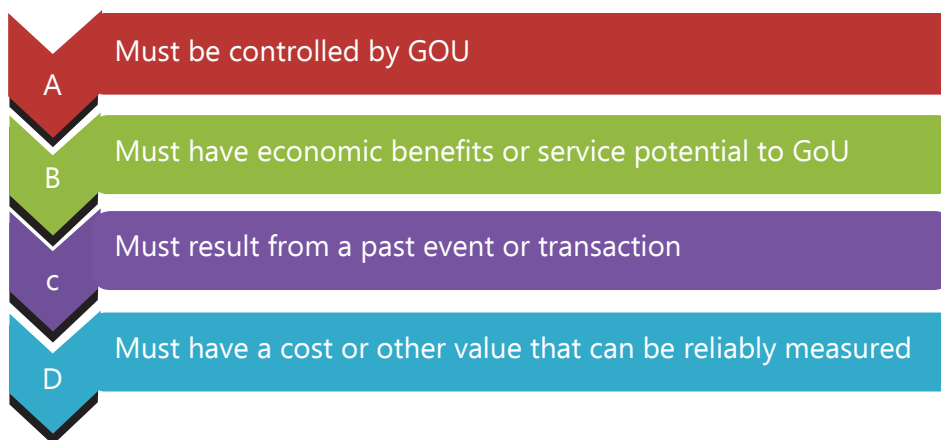 A
Must be controlled by GOU
B
Must have economic benefits or service potential to GoU
c
Must result from a past event or transaction
D
Must have a cost or other value that can be reliably measured